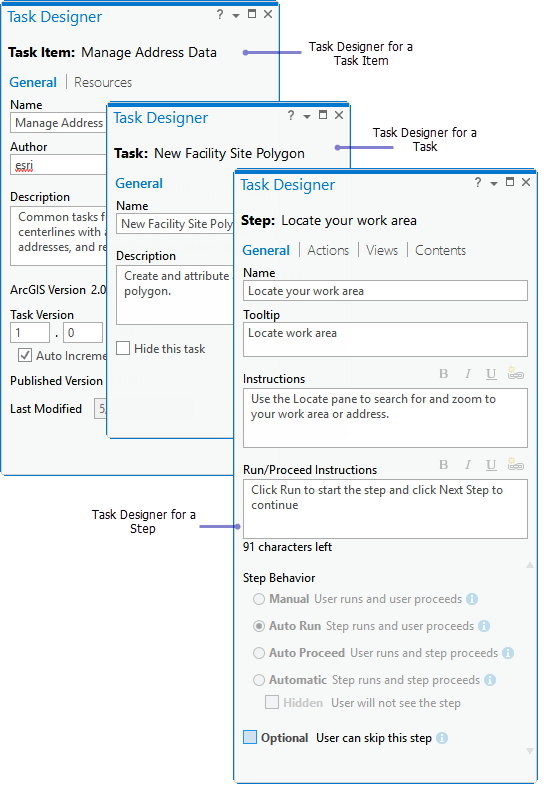 Task Designer
Task Item: Manage Address Data
General | Resources
Name
Manage Address
Author
esri
Description
Common tasks f
centerlines with a
addresses, and re
ArcGIS Version 2.0
Task Version
1 . 0
Auto Increme
Published Version
Last Modified 5/
Task Designer for a
Task Item
Task Designer
Task: New Facility Site Polygon
General
Name
New Facility Site Poly
Description
Create and attribute a
polygon.
Hide this task
Task Designer for a
Task
Task Designer
Step: Locate your work area
General | Actions | Views | Contents
Name
Locate your work area
Tooltip
Locate work area
B I U
Instructions
Use the Locate pane to search for and zoom to
your work area or address.
B I U
Run/Proceed Instructions
Click Run to start the step and click Next Step to
continue
91 characters left
Step Behavior
Manual User runs and user proceeds
Auto Run Step runs and user proceeds
Auto Proceed User runs and step proceeds
Automatic Step runs and step proceeds
Hidden User will not see the step
Optional User can skip this step
Task Designer for a
Step